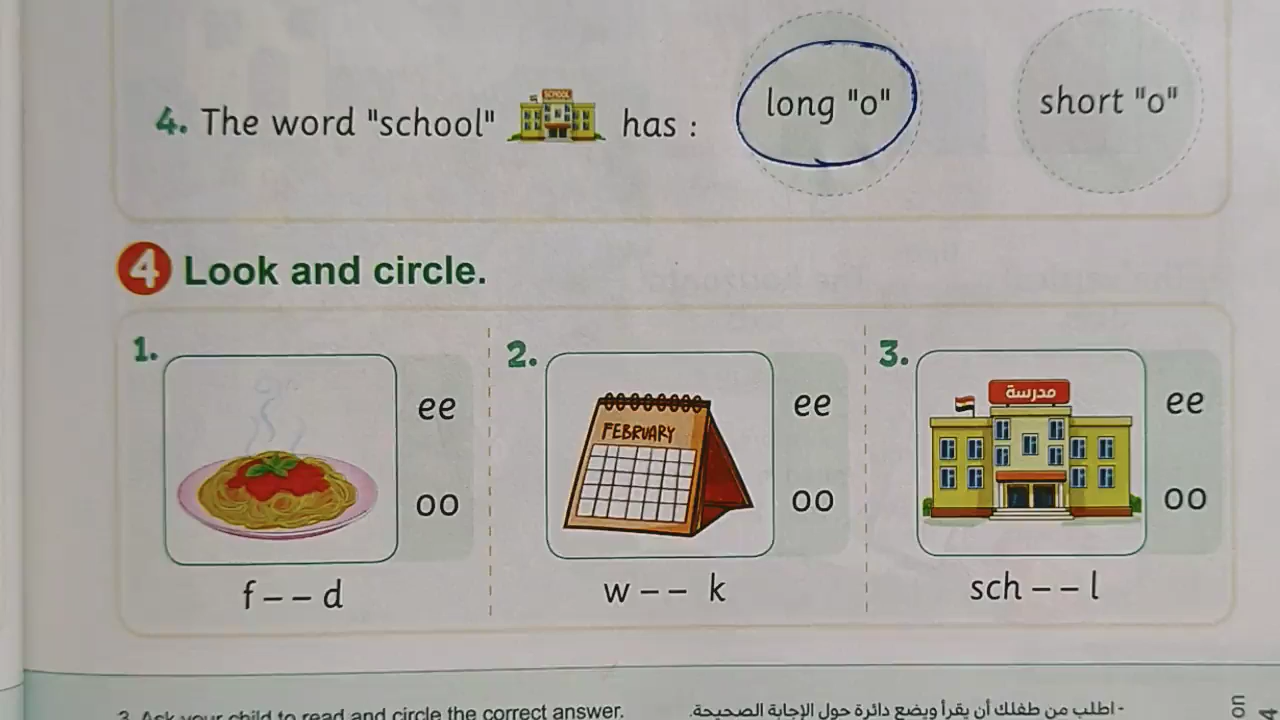 4. The word "school" SCHOOL has : long "o" short "o"
4 Look and circle.
1. ee oo
f-- d
2. FEBRUARY ee oo
w-- k
3. مدرسة ee oo
sch -- l
3. Ask your child to read and circle the correct answer.
- اطلب من طفلك أن يقرأ ويضع دائرة حول الإجابة الصحيحة.
on
4